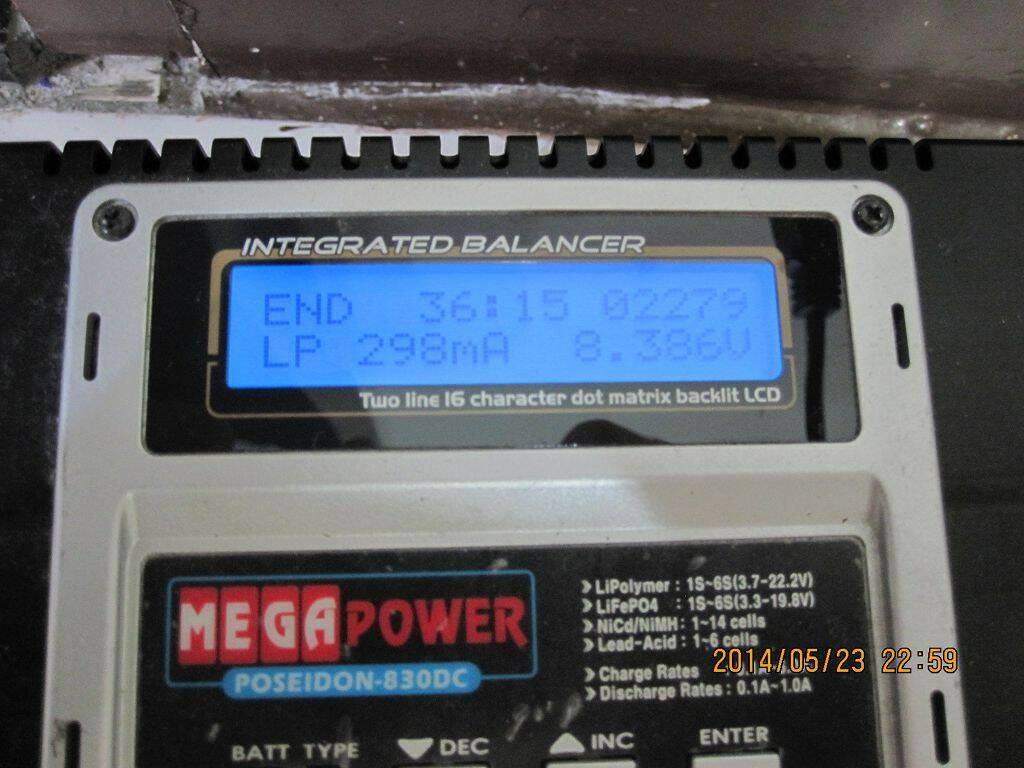 INTEGRATED BALANCER
END 36:15 02279
LP 298mA 8.386V
Two line 16 character dot matrix backlit LCD
MEGAPOWER
POSEIDON-830DC
> LiPolymer : 1S~6S(3.7-22.2V)
> LiFePO4 : 1S~6S(3.3-19.8V)
> NiCd/NiMH: 1~14 cells
> Lead-Acid : 1~6 cells
> Charge Rates
> Discharge Rates : 0.1A~1.0A
2014/05/23 22:59
BATT TYPE ▼ DEC ▲ INC ENTER